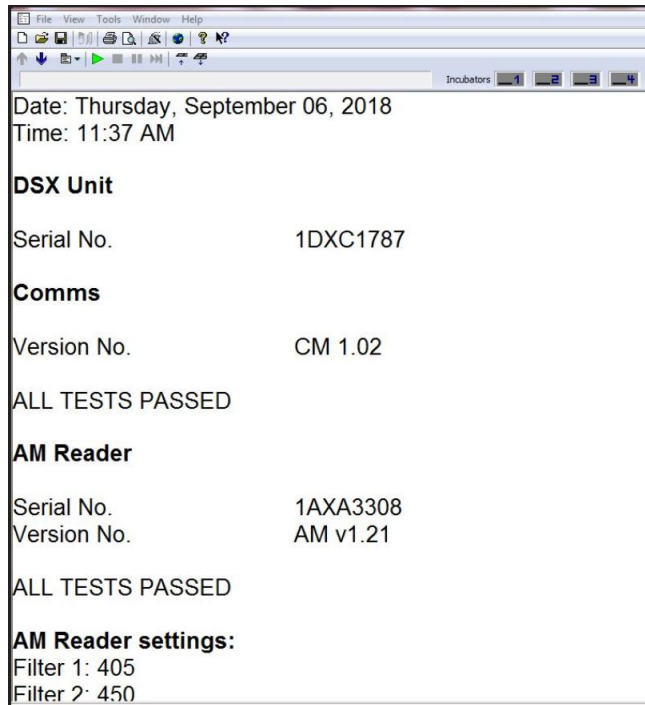 File View Tools Window Help
Incubators 1 2 3 4
Date: Thursday, September 06, 2018
Time: 11:37 AM
DSX Unit
Serial No. 1DXC1787
Comms
Version No. CM 1.02
ALL TESTS PASSED
AM Reader
Serial No. 1AXA3308
Version No. AM v1.21
ALL TESTS PASSED
AM Reader settings:
Filter 1: 405
Filter 2: 450